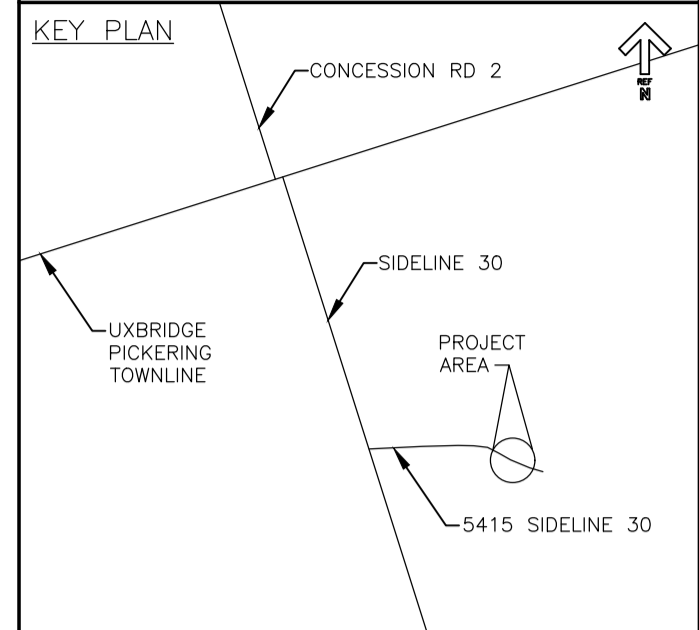 KEY PLAN
CONCESSION RD 2
REF
N
SIDELINE 30
UXBRIDGE
PICKERING
TOWNLINE
PROJECT
AREA
5415 SIDELINE 30